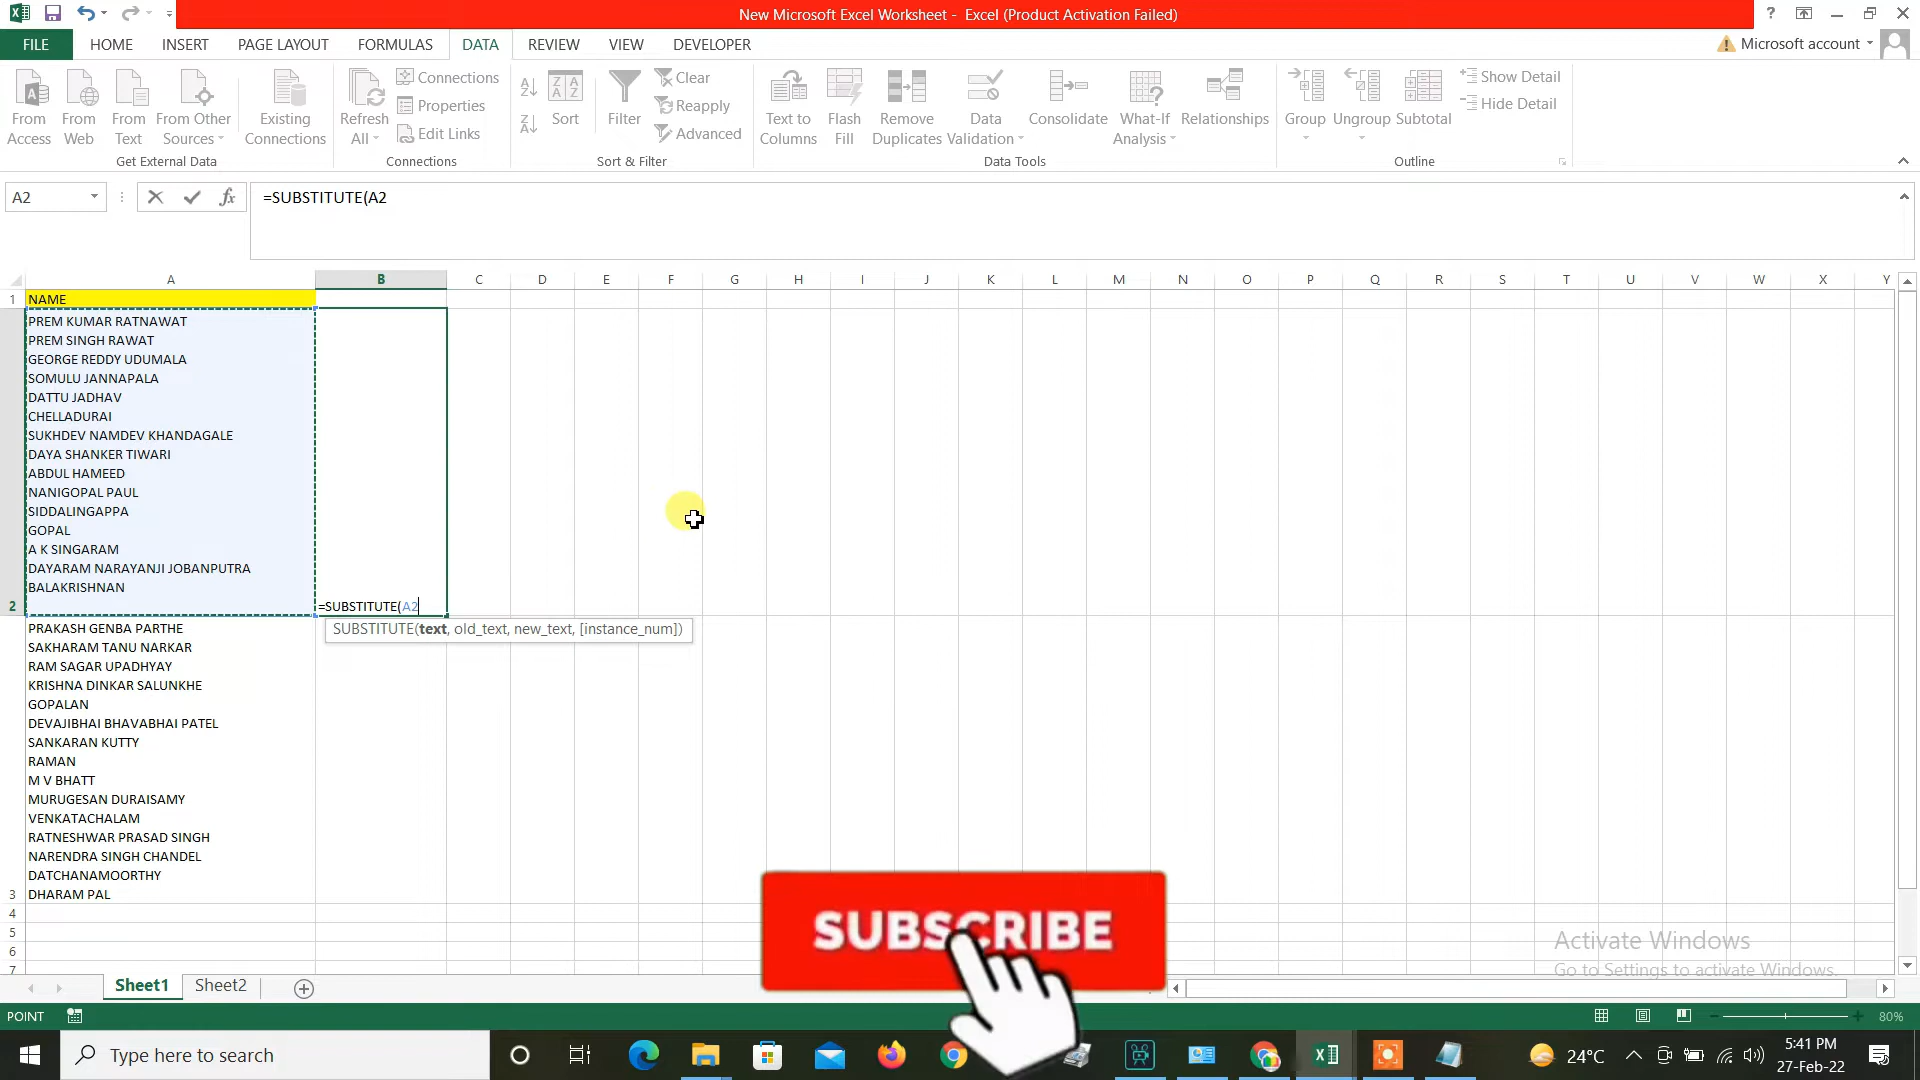 New Microsoft Excel Worksheet - Excel (Product Activation Failed)
FILE HOME INSERT PAGE LAYOUT FORMULAS DATA REVIEW VIEW DEVELOPER
Microsoft account
From Access
From Web
From Text
From Other Sources
Existing Connections
Get External Data
Refresh All
Connections
Properties
Edit Links
Connections
Sort
Filter
Clear
Reapply
Advanced
Sort & Filter
Text to Columns
Flash Fill
Remove Duplicates
Data Validation
Consolidate
What-If Analysis
Relationships
Data Tools
Group
Ungroup
Subtotal
Show Detail
Hide Detail
Outline
A2
fx
=SUBSTITUTE(A2
A B C D E F G H I J K L M N O P Q R S T U V W X Y
1 NAME
PREM KUMAR RATNAWAT
PREM SINGH RAWAT
GEORGE REDDY UDUMALA
SOMULU JANNAPALA
DATTU JADHAV
CHELLADURAI
SUKHDEV NAMDEV KHANDAGALE
DAYA SHANKER TIWARI
ABDUL HAMEED
NANIGOPAL PAUL
SIDDALINGAPPA
GOPAL
A K SINGARAM
DAYARAM NARAYANJI JOBANPUTRA
BALAKRISHNAN
2 =SUBSTITUTE(A2
SUBSTITUTE(text, old_text, new_text, [instance_num])
PRAKASH GENBA PARTHE
SAKHARAM TANU NARKAR
RAM SAGAR UPADHYAY
KRISHNA DINKAR SALUNKHE
GOPALAN
DEVAJIBHAI BHAVABHAI PATEL
SANKARAN KUTTY
RAMAN
M V BHATT
MURUGESAN DURAISAMY
VENKATACHALAM
RATNESHWAR PRASAD SINGH
NARENDRA SINGH CHANDEL
DATCHANAMOORTHY
3 DHARAM PAL
4
5
6
7
SUBSCRIBE
Activate Windows
Go to Settings to activate Windows.
Sheet1 Sheet2
POINT
80%
Type here to search
24°C
5:41 PM
27-Feb-22